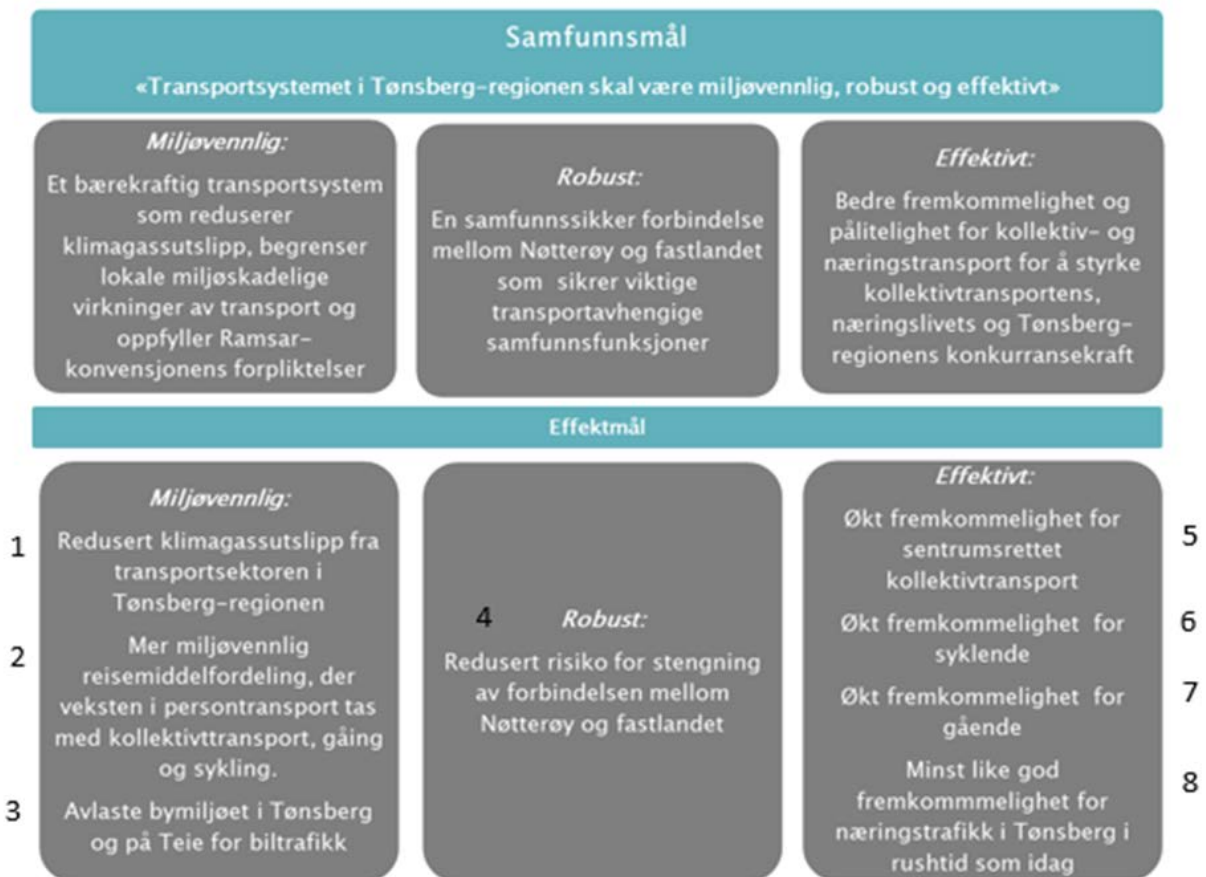 Samfunnsmål
«Transportsystemet i Tønsberg-regionen skal være miljøvennlig, robust og effektivt»
Miljøvennlig:
Et bærekraftig transportsystem
som reduserer
klimagassutslipp, begrenser
lokale miljøskadelige
virkninger av transport og
oppfyller Ramsar-
konvensjonens forpliktelser
Robust:
En samfunnssikker forbindelse
mellom Nøtterøy og fastlandet
som sikrer viktige
transportavhengige
samfunnsfunksjoner
Effektivt:
Bedre fremkommelighet og
pålitelighet for kollektiv- og
næringstransport for å styrke
kollektivtransportens,
næringslivets og Tønsberg-
regionens konkurransekraft
Effektmål
Miljøvennlig:
1
Redusert klimagassutslipp fra
transportsektoren i
Tønsberg-regionen
2
Mer miljøvennlig
reisemiddelfordeling, der
veksten i persontransport tas
med kollektivttransport, gåing
og sykling.
3
Avlaste bymiljøet i Tønsberg
og på Teie for biltrafikk
4
Robust:
Redusert risiko for stengning
av forbindelsen mellom
Nøtterøy og fastlandet
Effektivt:
Økt fremkommelighet for
sentrumsrettet
kollektivtransport
5
Økt fremkommelighet for
syklende
6
Økt fremkommelighet for
gående
7
Minst like god
fremkommmelighet for
næringstrafikk i Tønsberg i
rushtid som idag
8